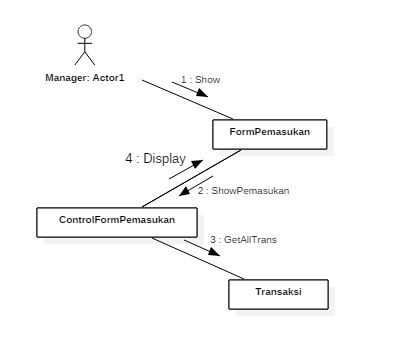 Manager: Actor1
1 : Show
FormPemasukan
4 : Display
2 : ShowPemasukan
ControlFormPemasukan
3 : GetAllTrans
Transaksi